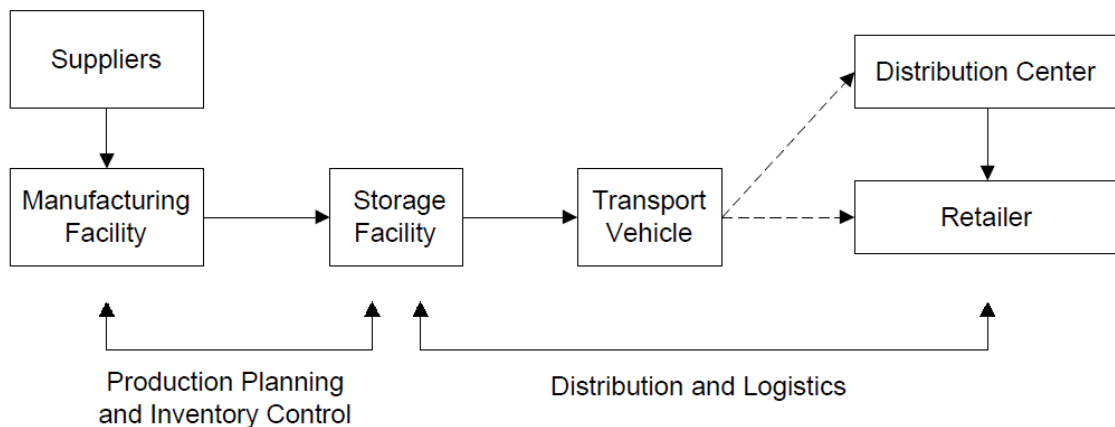 Suppliers
Distribution Center
Manufacturing
Facility
Storage
Facility
Transport
Vehicle
Retailer
Production Planning
and Inventory Control
Distribution and Logistics